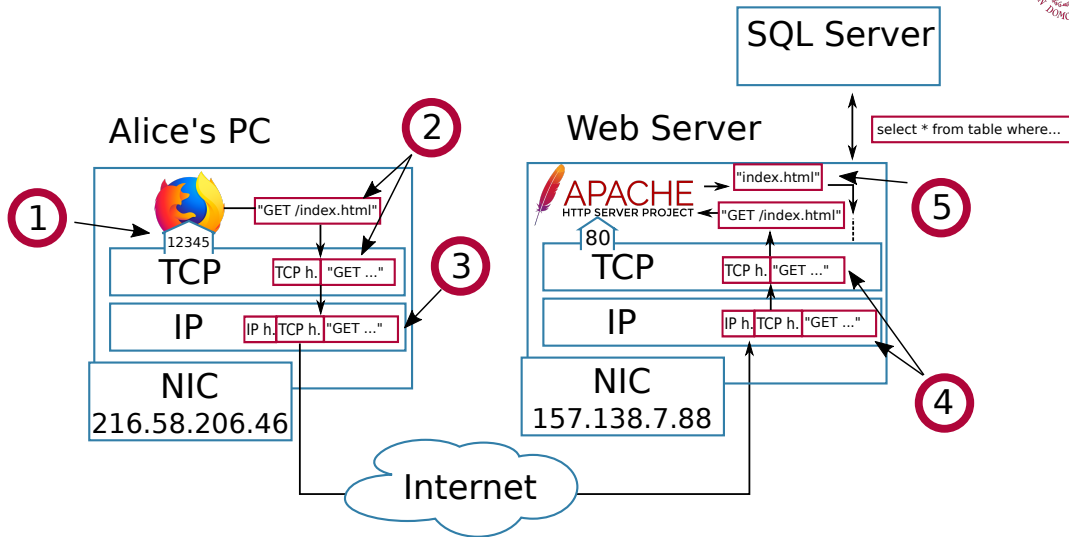 SQL Server
DOMO
select * from table where...
Alice's PC
2
Web Server
1
"GET /index.html"
12345
TCP
TCP h. "GET ..."
3
IP
IP h. TCP h. "GET ..."
NIC
216.58.206.46
APACHE
HTTP SERVER PROJECT
"index.html"
"GET /index.html"
5
80
TCP
TCP h. "GET ..."
IP
IP h. TCP h. "GET ..."
4
NIC
157.138.7.88
Internet